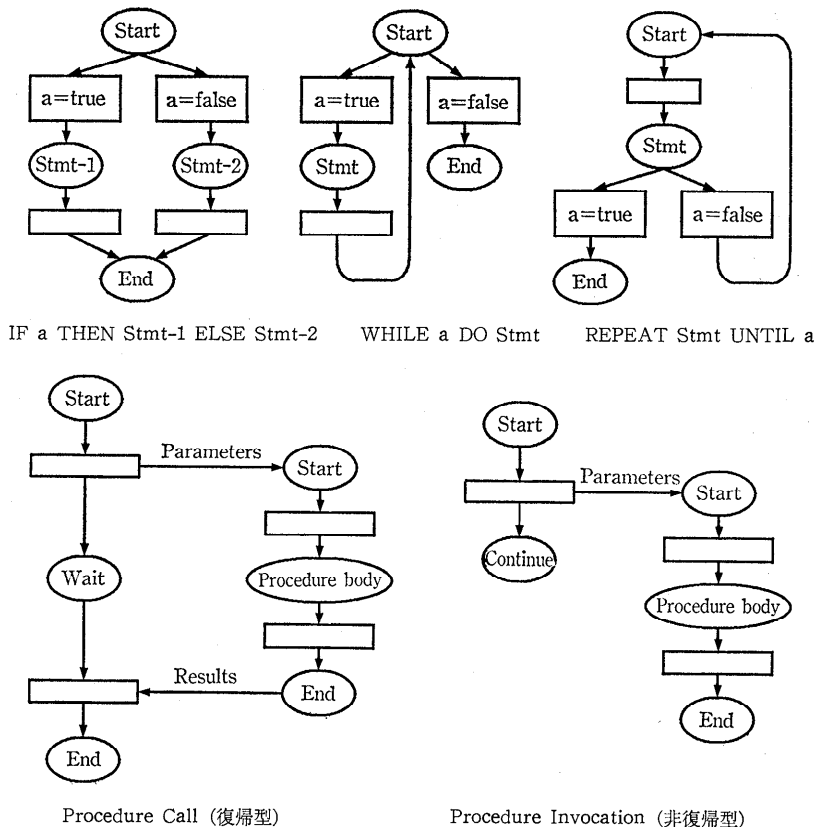 Start
a=true
a=false
Stmt-1
Stmt-2
End
IF a THEN Stmt-1 ELSE Stmt-2
Start
a=true
a=false
Stmt
End
WHILE a DO Stmt
Start
Stmt
a=true
a=false
End
REPEAT Stmt UNTIL a
Start
Parameters
Start
Wait
Procedure body
Results
End
End
Procedure Call (復帰型)
Start
Parameters
Start
Continue
Procedure body
End
Procedure Invocation (非復帰型)